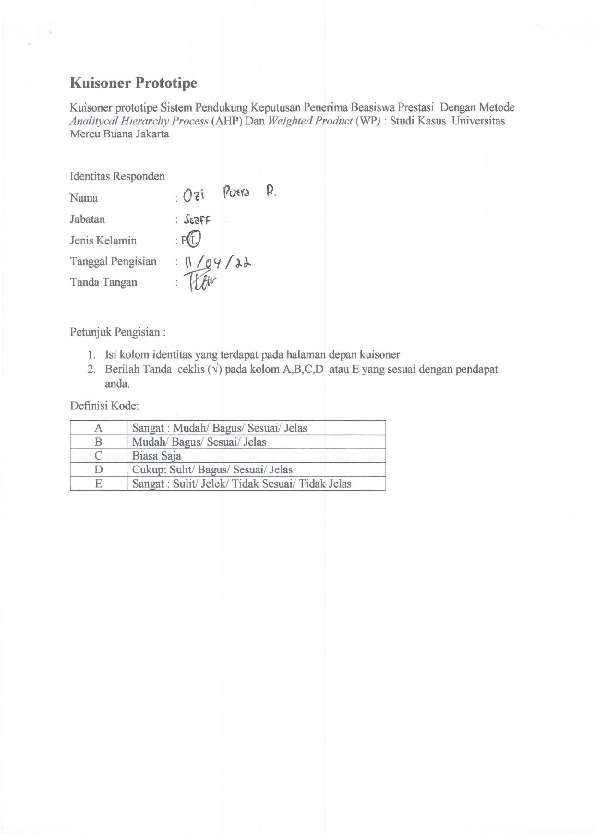 Kuisoner Prototipe
Kuisoner prototipe Sistem Pendukung Keputusan Penerima Beasiswa Prestasi Dengan Metode
Analitycal Hierarchy Process (AHP) Dan Weighted Product (WP) : Studi Kasus Universitas
Mercu Buana Jakarta
Identitas Responden
Nama : Ozi Putra P.
Jabatan : Staff
Jenis Kelamin : P/L
Tanggal Pengisian : 11/04/22
Tanda Tangan :
Petunjuk Pengisian :
1. Isi kolom identitas yang terdapat pada halaman depan kuisoner
2. Berilah Tanda ceklis (√) pada kolom A,B,C,D atau E yang sesuai dengan pendapat
anda.
Definisi Kode:
A Sangat : Mudah/ Bagus/ Sesuai/ Jelas
B Mudah/ Bagus/ Sesuai/ Jelas
C Biasa Saja
D Cukup: Sulit/ Bagus/ Sesuai/ Jelas
E Sangat : Sulit/ Jelek/ Tidak Sesuai/ Tidak Jelas